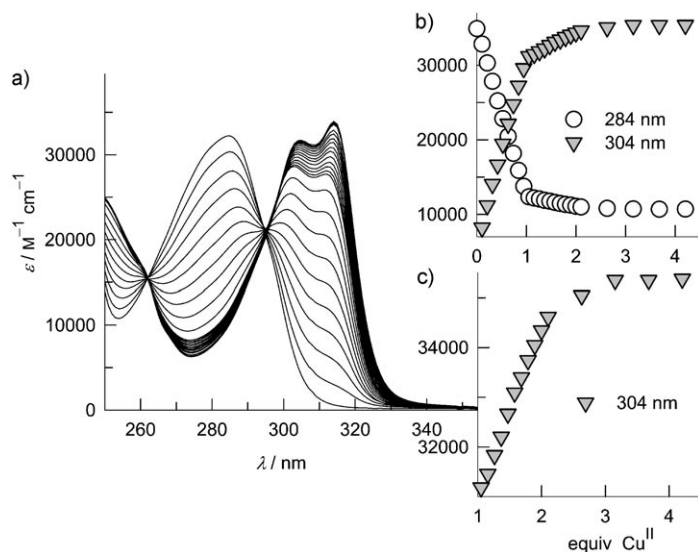 a)
ε / M⁻¹ cm⁻¹
30000
20000
10000
0
250
260
280
300
320
340
λ / nm
b)
30000
20000
10000
284 nm
304 nm
0
1
2
3
4
c)
34000
32000
304 nm
1
2
3
4
equiv Cuᴵᴵ